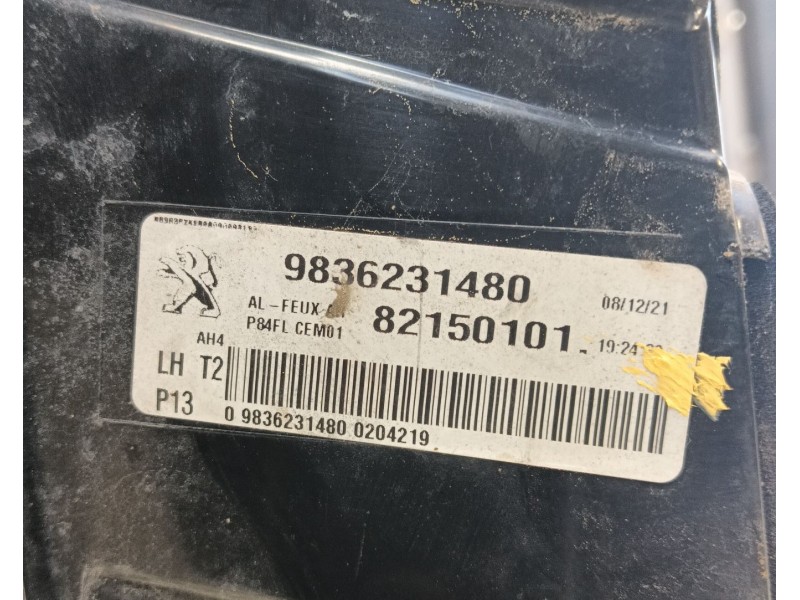 9836231480
08/12/21
AL-FEUX
P84FL CEM01
82150101.
AH4
LH T2
P13
0 9836231480 0204219